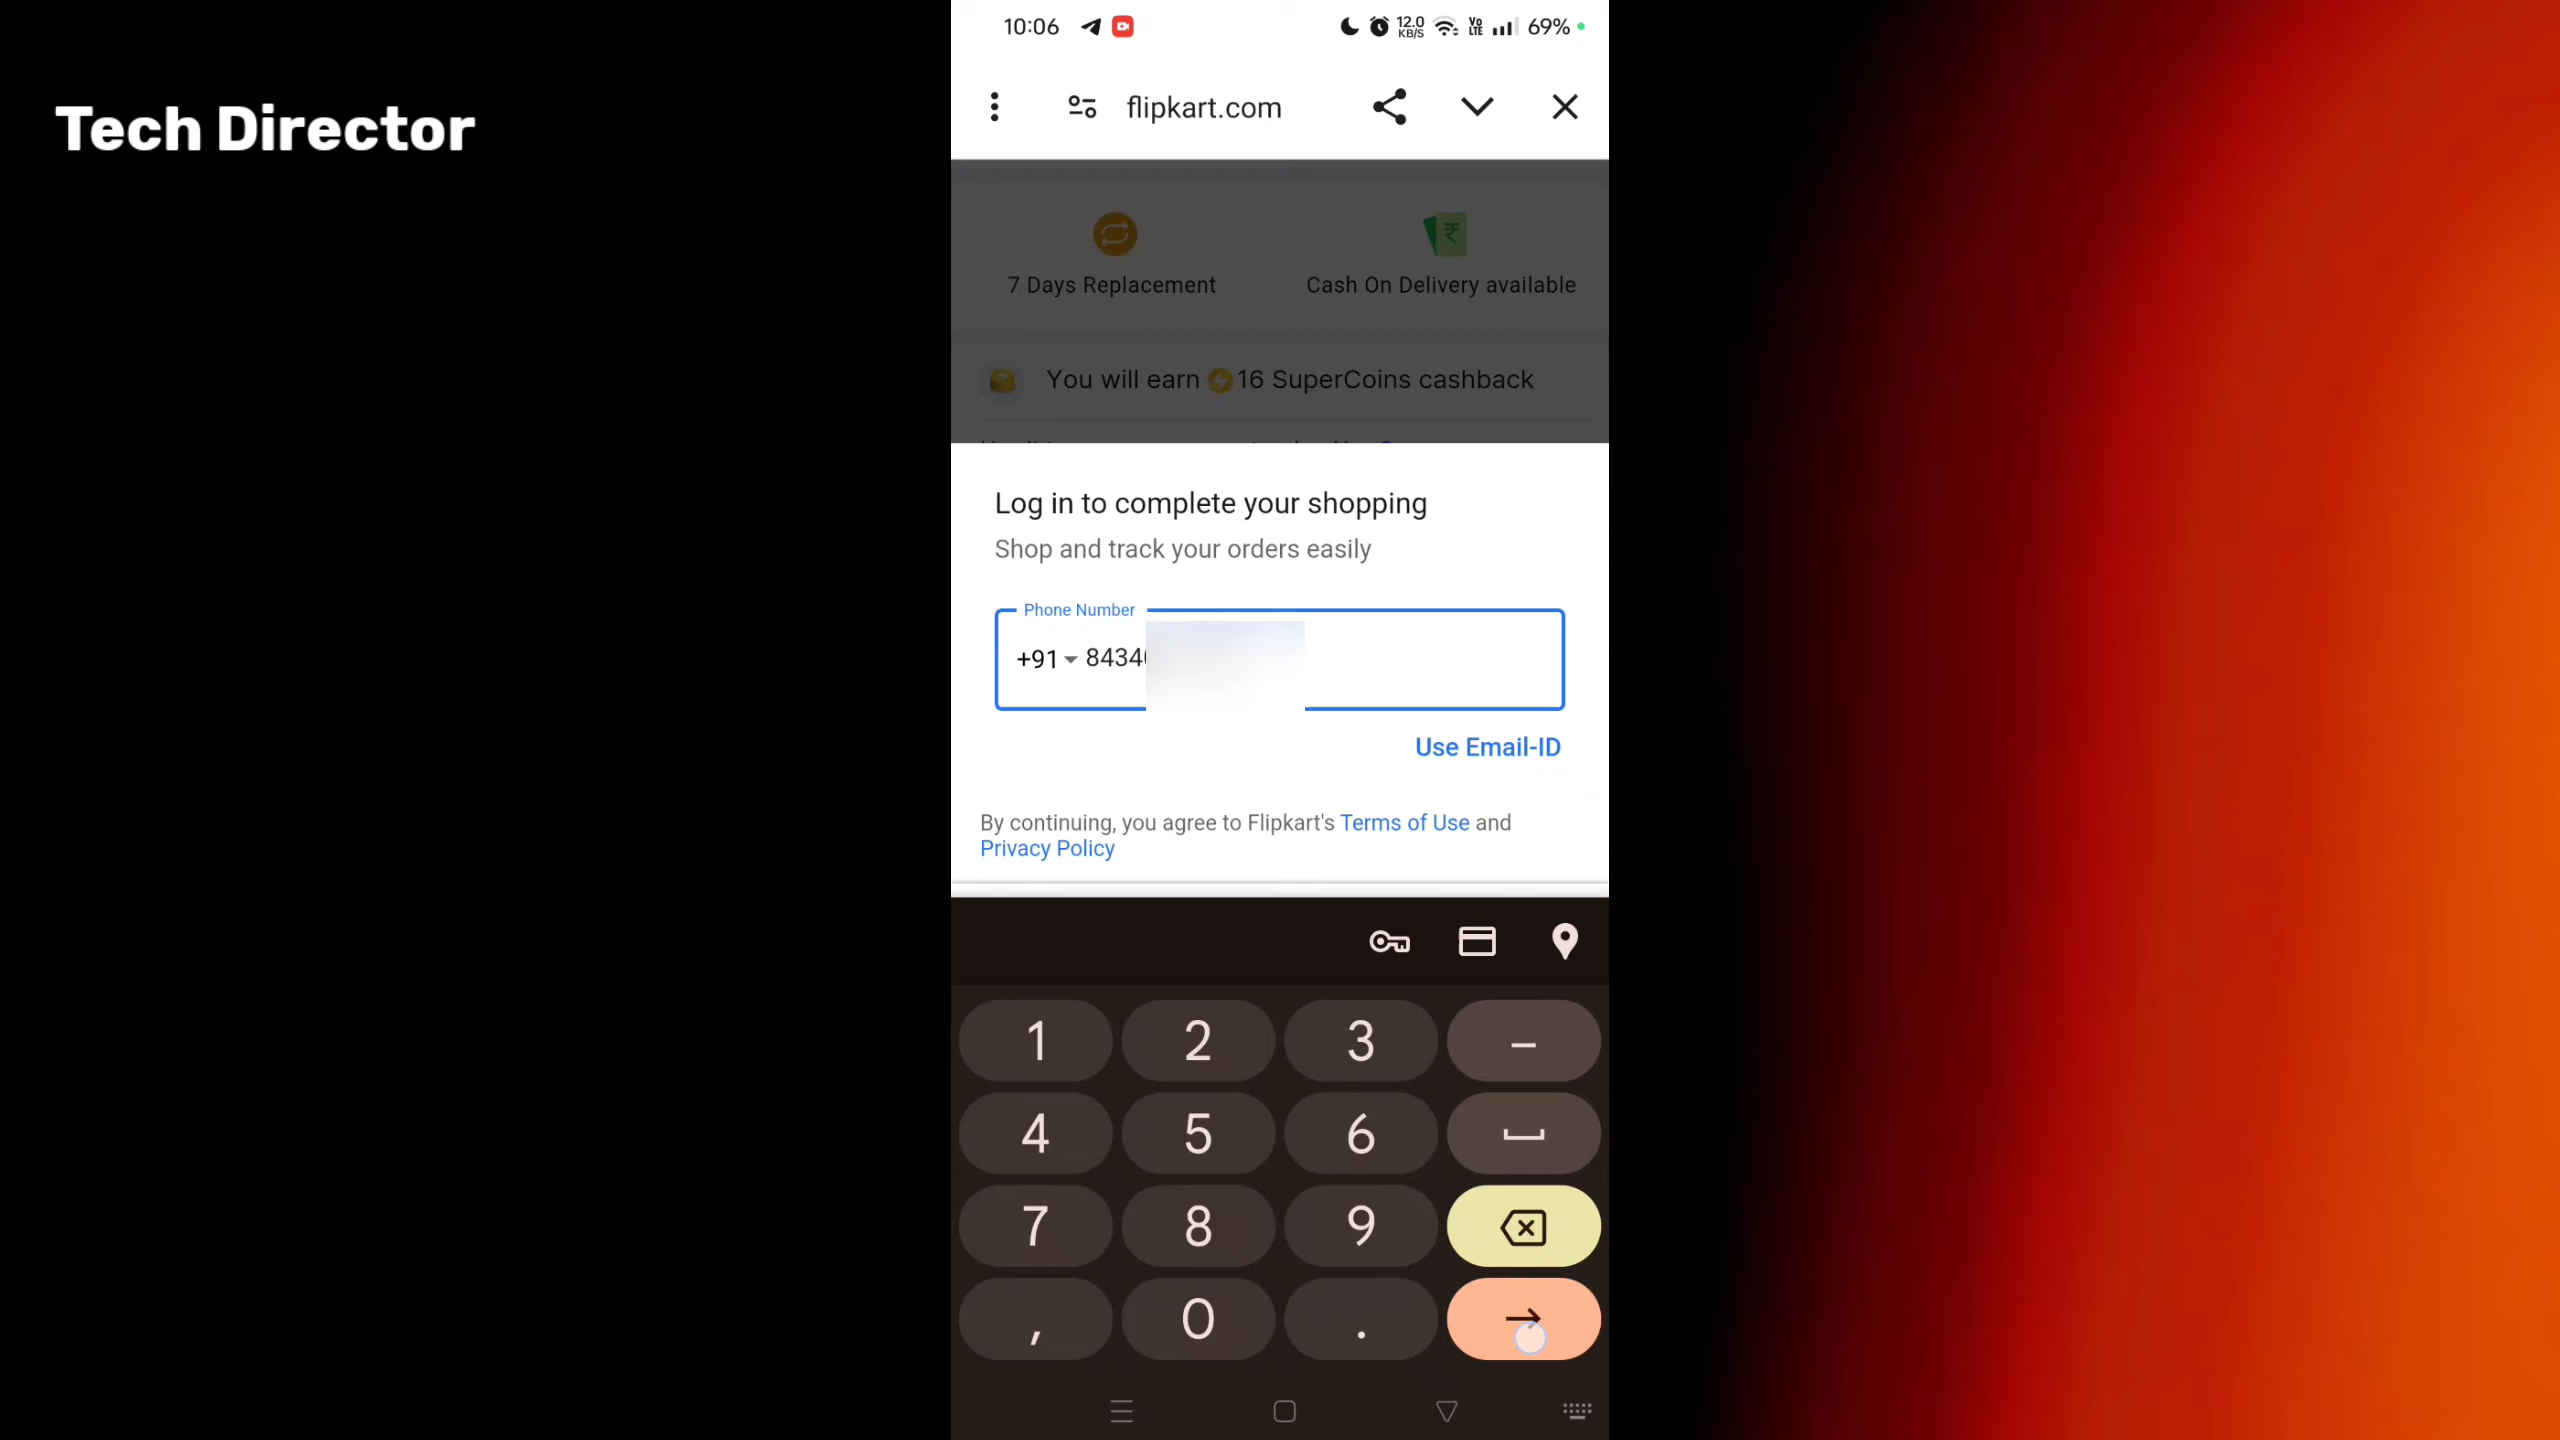 10:06
12.0
KB/S
Vo
LTE
69%
Tech Director
flipkart.com
7 Days Replacement
Cash On Delivery available
You will earn 16 SuperCoins cashback
Log in to complete your shopping
Shop and track your orders easily
Phone Number
+91 8434
Use Email-ID
By continuing, you agree to Flipkart's Terms of Use and
Privacy Policy
1 2 3 –
4 5 6
7 8 9
, 0 .